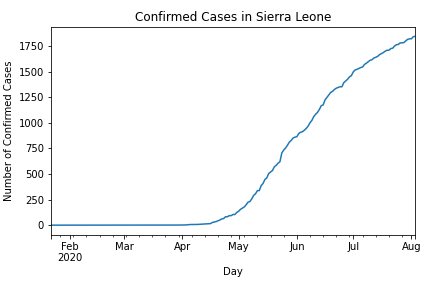 Confirmed Cases in Sierra Leone
Number of Confirmed Cases
1750
1500
1250
1000
750
500
250
0
Feb Mar Apr May Jun Jul Aug
2020
Day